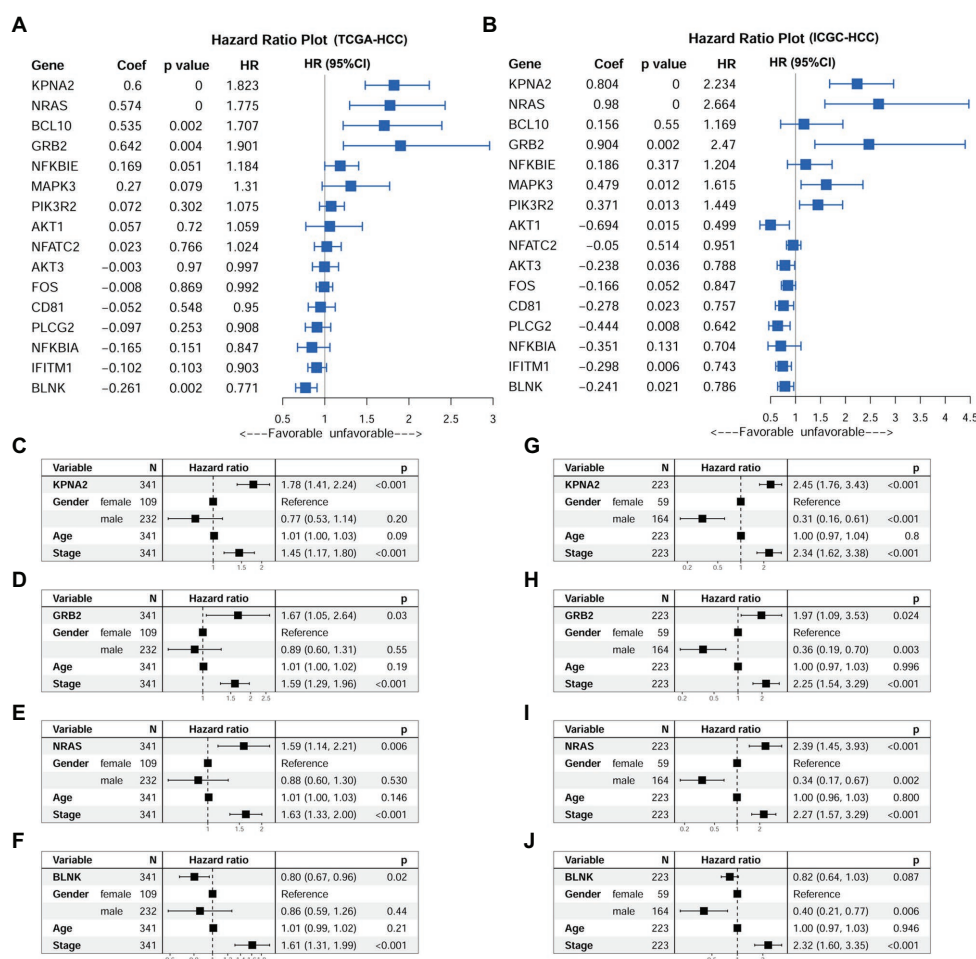 A
Hazard Ratio Plot (TCGA-HCC)
Gene Coef p value HR HR (95%CI)
KPNA2 0.6 0 1.823
NRAS 0.574 0 1.775
BCL10 0.535 0.002 1.707
GRB2 0.642 0.004 1.901
NFKBIE 0.169 0.051 1.184
MAPK3 0.27 0.079 1.31
PIK3R2 0.072 0.302 1.075
AKT1 0.057 0.72 1.059
NFATC2 0.023 0.766 1.024
AKT3 −0.003 0.97 0.997
FOS −0.008 0.869 0.992
CD81 −0.052 0.548 0.95
PLCG2 −0.097 0.253 0.908
NFKBIA −0.165 0.151 0.847
IFITM1 −0.102 0.103 0.903
BLNK −0.261 0.002 0.771
0.5 1 1.5 2 2.5 3
<---Favorable unfavorable--->
B
Hazard Ratio Plot (ICGC-HCC)
Gene Coef p value HR HR (95%CI)
KPNA2 0.804 0 2.234
NRAS 0.98 0 2.664
BCL10 0.156 0.55 1.169
GRB2 0.904 0.002 2.47
NFKBIE 0.186 0.317 1.204
MAPK3 0.479 0.012 1.615
PIK3R2 0.371 0.013 1.449
AKT1 −0.694 0.015 0.499
NFATC2 −0.05 0.514 0.951
AKT3 −0.238 0.036 0.788
FOS −0.166 0.052 0.847
CD81 −0.278 0.023 0.757
PLCG2 −0.444 0.008 0.642
NFKBIA −0.351 0.131 0.704
IFITM1 −0.298 0.006 0.743
BLNK −0.241 0.021 0.786
0.5 1 1.5 2 2.5 3 3.5 4 4.5
<---Favorable unfavorable--->
C
Variable N Hazard ratio p
KPNA2 341 1.78 (1.41, 2.24) <0.001
Gender female 109 Reference
male 232 0.77 (0.53, 1.14) 0.20
Age 341 1.01 (1.00, 1.03) 0.09
Stage 341 1.45 (1.17, 1.80) <0.001
1 1.5 2
D
Variable N Hazard ratio p
GRB2 341 1.67 (1.05, 2.64) 0.03
Gender female 109 Reference
male 232 0.89 (0.60, 1.31) 0.55
Age 341 1.01 (1.00, 1.02) 0.19
Stage 341 1.59 (1.29, 1.96) <0.001
1 1.5 2 2.5
E
Variable N Hazard ratio p
NRAS 341 1.59 (1.14, 2.21) 0.006
Gender female 109 Reference
male 232 0.88 (0.60, 1.30) 0.530
Age 341 1.01 (1.00, 1.03) 0.146
Stage 341 1.63 (1.33, 2.00) <0.001
1 1.5 2
F
Variable N Hazard ratio p
BLNK 341 0.80 (0.67, 0.96) 0.02
Gender female 109 Reference
male 232 0.86 (0.59, 1.26) 0.44
Age 341 1.01 (0.99, 1.02) 0.21
Stage 341 1.61 (1.31, 1.99) <0.001
G
Variable N Hazard ratio p
KPNA2 223 2.45 (1.76, 3.43) <0.001
Gender female 59 Reference
male 164 0.31 (0.16, 0.61) <0.001
Age 223 1.00 (0.97, 1.04) 0.8
Stage 223 2.34 (1.62, 3.38) <0.001
0.2 0.5 1 2
H
Variable N Hazard ratio p
GRB2 223 1.97 (1.09, 3.53) 0.024
Gender female 59 Reference
male 164 0.36 (0.19, 0.70) 0.003
Age 223 1.00 (0.97, 1.03) 0.996
Stage 223 2.25 (1.54, 3.29) <0.001
0.2 0.5 1 2
I
Variable N Hazard ratio p
NRAS 223 2.39 (1.45, 3.93) <0.001
Gender female 59 Reference
male 164 0.34 (0.17, 0.67) 0.002
Age 223 1.00 (0.96, 1.03) 0.800
Stage 223 2.27 (1.57, 3.29) <0.001
0.2 0.5 1 2
J
Variable N Hazard ratio p
BLNK 223 0.82 (0.64, 1.03) 0.087
Gender female 59 Reference
male 164 0.40 (0.21, 0.77) 0.006
Age 223 1.00 (0.97, 1.03) 0.946
Stage 223 2.32 (1.60, 3.35) <0.001